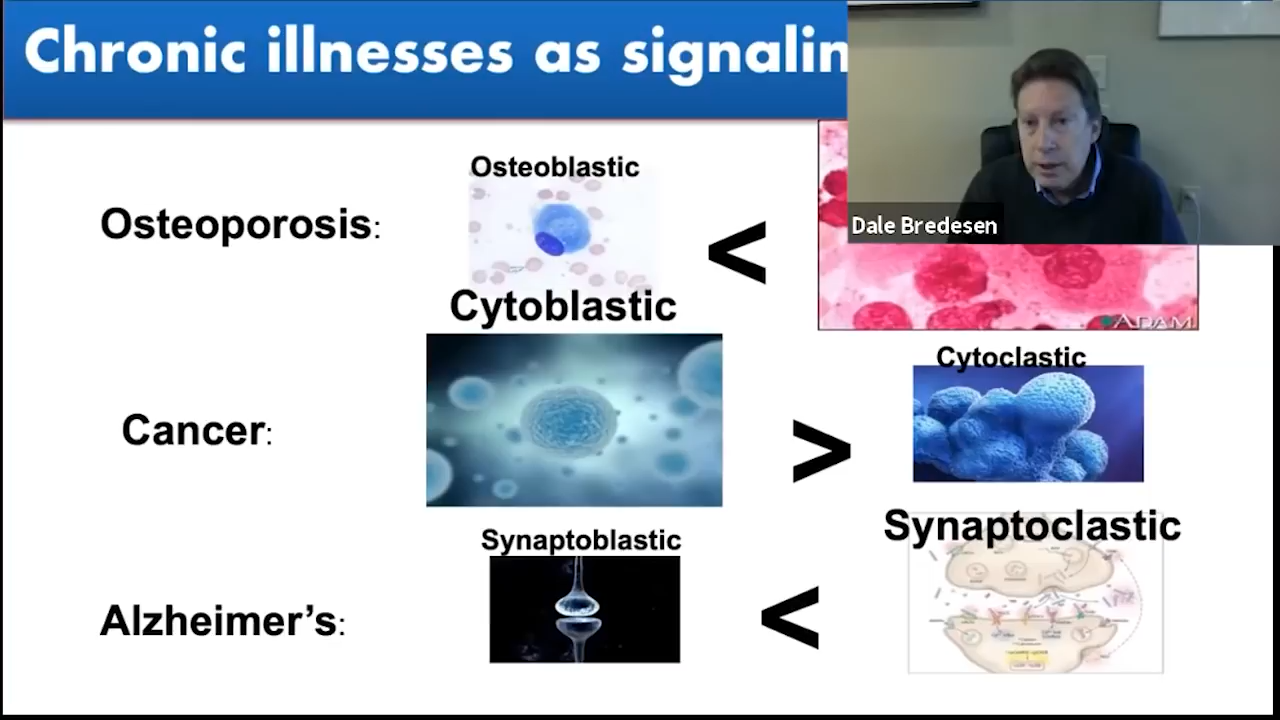 Chronic illnesses as signalin
Dale Bredesen
Osteoblastic
Osteoporosis:
<
Cytoblastic
ADAM
Cytoclastic
Cancer:
>
Synaptoclastic
Synaptoblastic
Alzheimer’s:
<